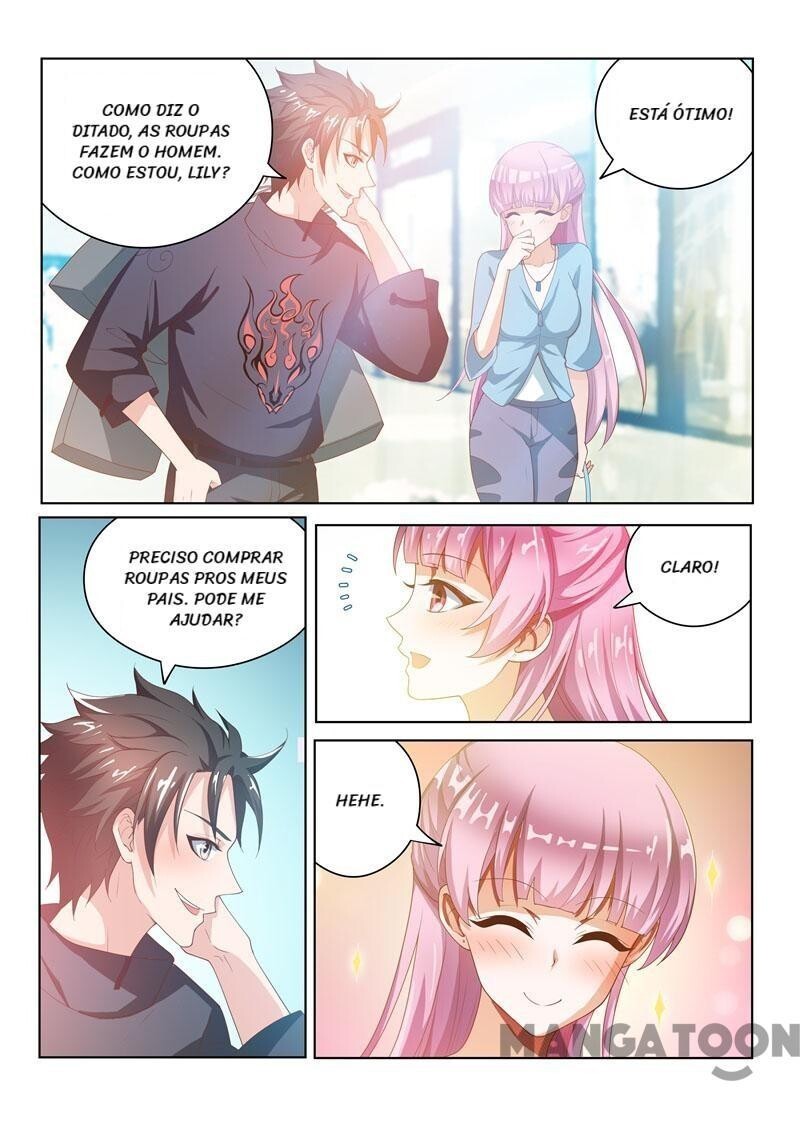 COMO DIZ O
DITADO, AS ROUPAS
FAZEM O HOMEM.
COMO ESTOU, LILY?
ESTÁ ÓTIMO!
PRECISO COMPRAR
ROUPAS PROS MEUS
PAIS. PODE ME
AJUDAR?
CLARO!
HEHE.
MANGATOON